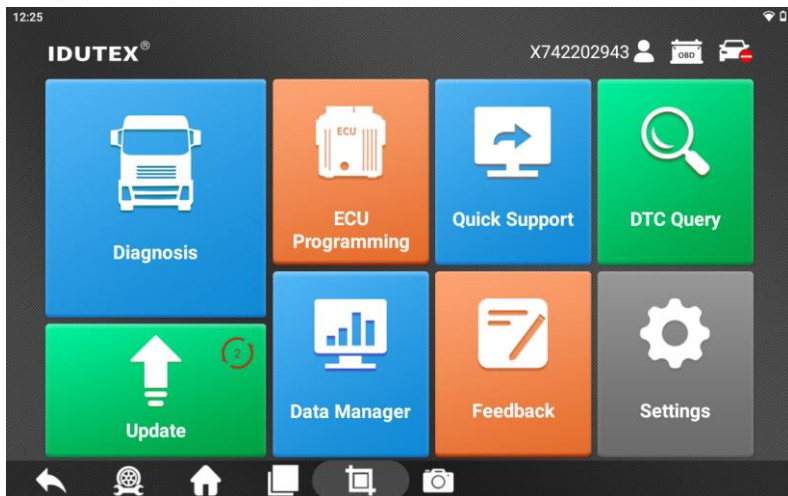 12:25
IDUTEX®
X742202943
OBD
Diagnosis
ECU
ECU
Programming
Quick Support
DTC Query
2
Update
Data Manager
Feedback
Settings